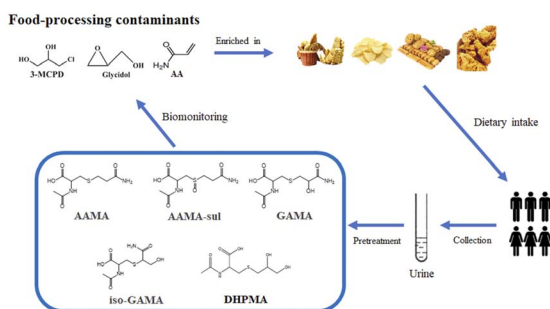 Food-processing contaminants
3-MCPD
Glycidol
AA
Enriched in
Dietary intake
Collection
Urine
Pretreatment
Biomonitoring
AAMA
AAMA-sul
GAMA
iso-GAMA
DHPMA